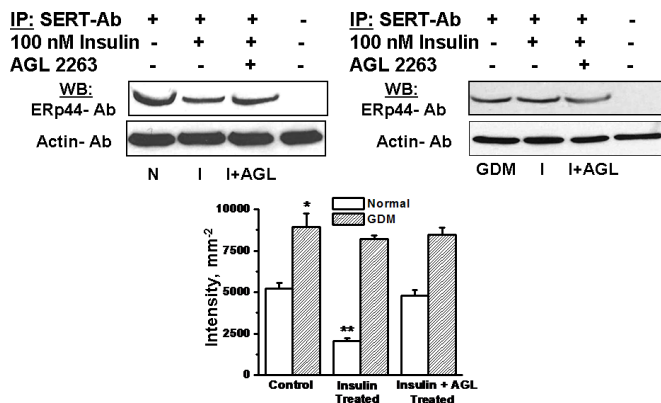 IP: SERT-Ab + + + -
100 nM Insulin - + + -
AGL 2263 - - + -
WB:
ERp44- Ab
Actin- Ab
N I I+AGL
IP: SERT-Ab + + + -
100 nM Insulin - + + -
AGL 2263 - - + -
WB:
ERp44- Ab
Actin- Ab
GDM I I+AGL
Normal
GDM
Intensity, mm-2
10000
7500
5000
2500
0
*
**
Control
Insulin Treated
Insulin + AGL Treated